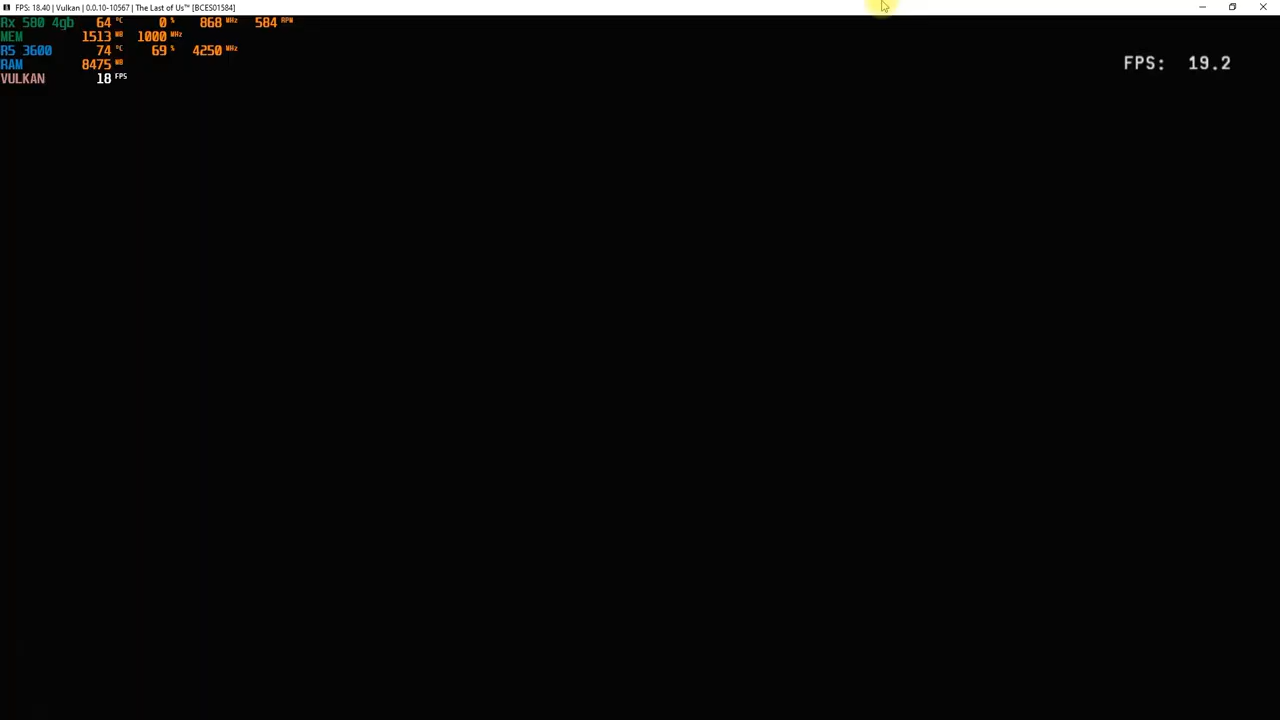 FPS: 18.40 | Vulkan | 0.0.10-10567 | The Last of Us™ [BCES01584]
Rx 580 4gb 64 °C 0 % 868 MHz 584 RPM
MEM 1513 MB 1000 MHz
R5 3600 74 °C 69 % 4250 MHz
RAM 8475 MB
VULKAN 18 FPS
FPS: 19.2